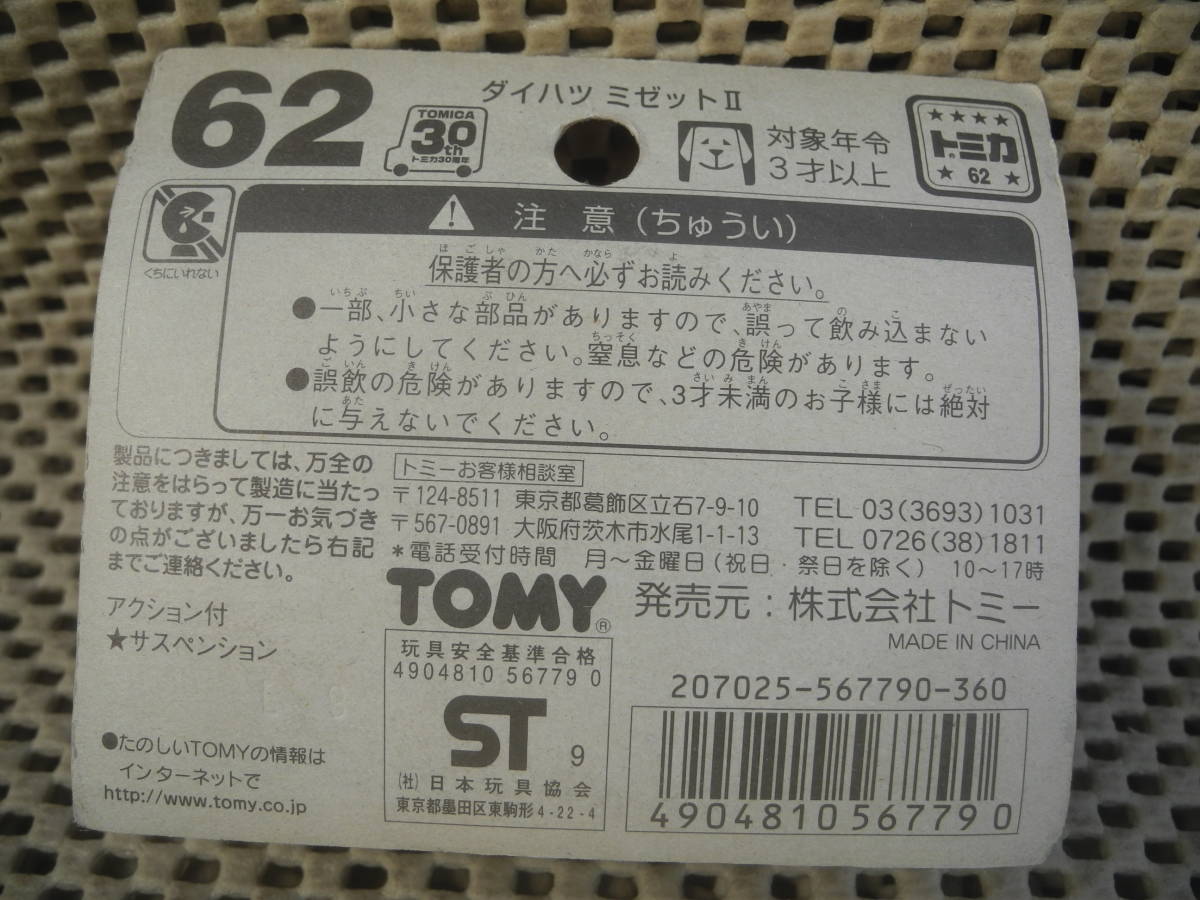 62
ダイハツ ミゼットⅡ
TOMICA
30th
トミカ30周年
対象年令
3才以上
トミカ
62
くちにいれない
注 意(ちゅうい)
保護者の方へ必ずお読みください。
●一部、小さな部品がありますので、誤って飲み込まない
ようにしてください。窒息などの危険があります。
●誤飲の危険がありますので、3才未満のお子様には絶対
に与えないでください。
製品につきましては、万全の
注意をはらって製造に当たっ
ておりますが、万一お気づき
の点がございましたら右記
までご連絡ください。
トミーお客様相談室
〒124-8511 東京都葛飾区立石7-9-10 TEL 03(3693)1031
〒567-0891 大阪府茨木市水尾1-1-13 TEL 0726(38)1811
*電話受付時間 月～金曜日(祝日・祭日を除く) 10～17時
アクション付
★サスペンション
TOMY®
発売元：株式会社トミー
MADE IN CHINA
玩具安全基準合格
4904810 56779 0
ST 9
(社)日本玩具協会
東京都墨田区東駒形4-22-4
●たのしいTOMYの情報は
インターネットで
http://www.tomy.co.jp
207025-567790-360
4904810567790